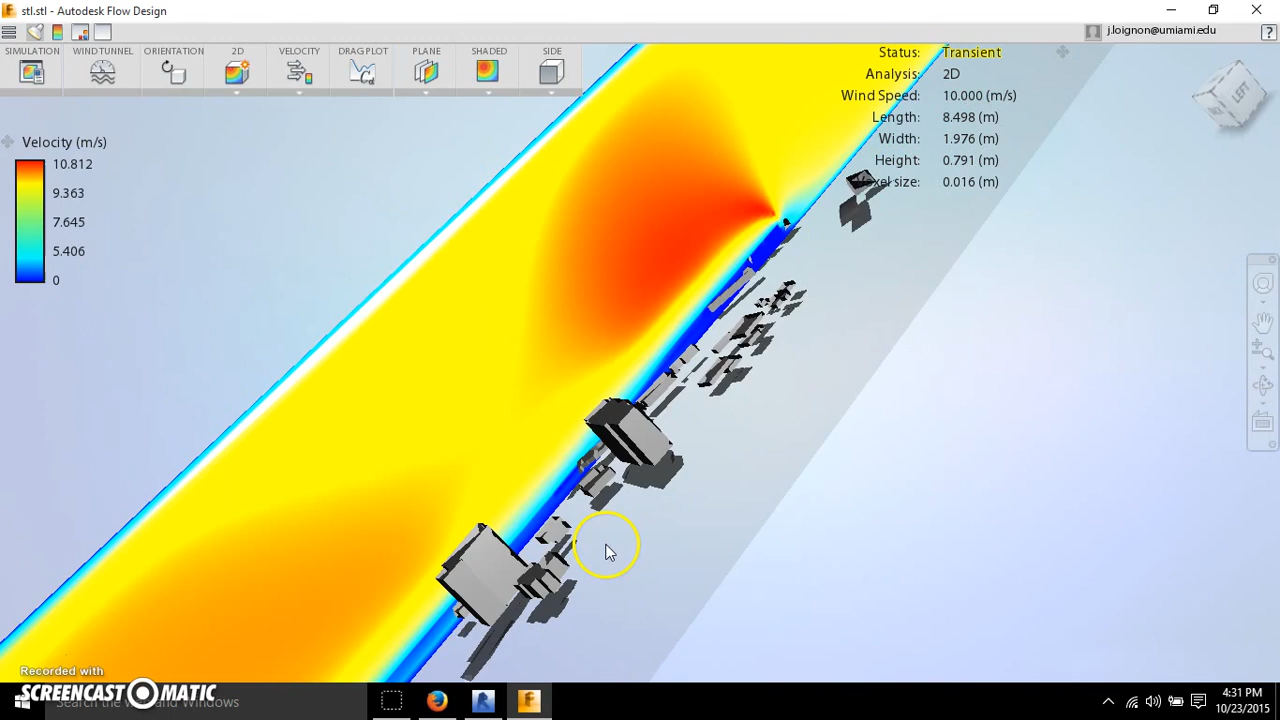 stl.stl - Autodesk Flow Design
j.loignon@umiami.edu
?
SIMULATION WIND TUNNEL ORIENTATION 2D VELOCITY DRAG PLOT PLANE SHADED SIDE
Status: Transient
Analysis: 2D
Wind Speed: 10.000 (m/s)
Length: 8.498 (m)
Width: 1.976 (m)
Height: 0.791 (m)
size: 0.016 (m)
LEFT
Velocity (m/s)
10.812
9.363
7.645
5.406
0
Recorded with
SCREENCAST-O-MATIC
Search the web and Windows
4:31 PM
10/23/2015